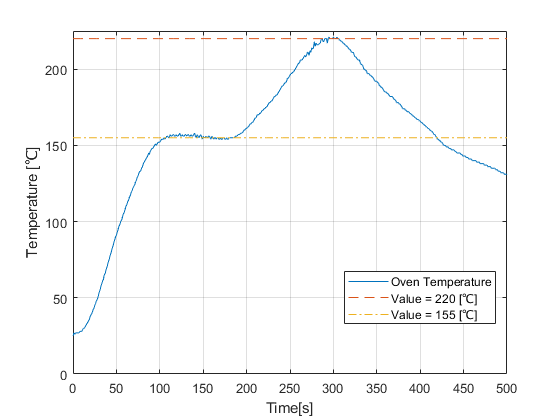 Temperature [℃]
200
150
100
50
0
0 50 100 150 200 250 300 350 400 450 500
Time[s]
Oven Temperature
Value = 220 [℃]
Value = 155 [℃]